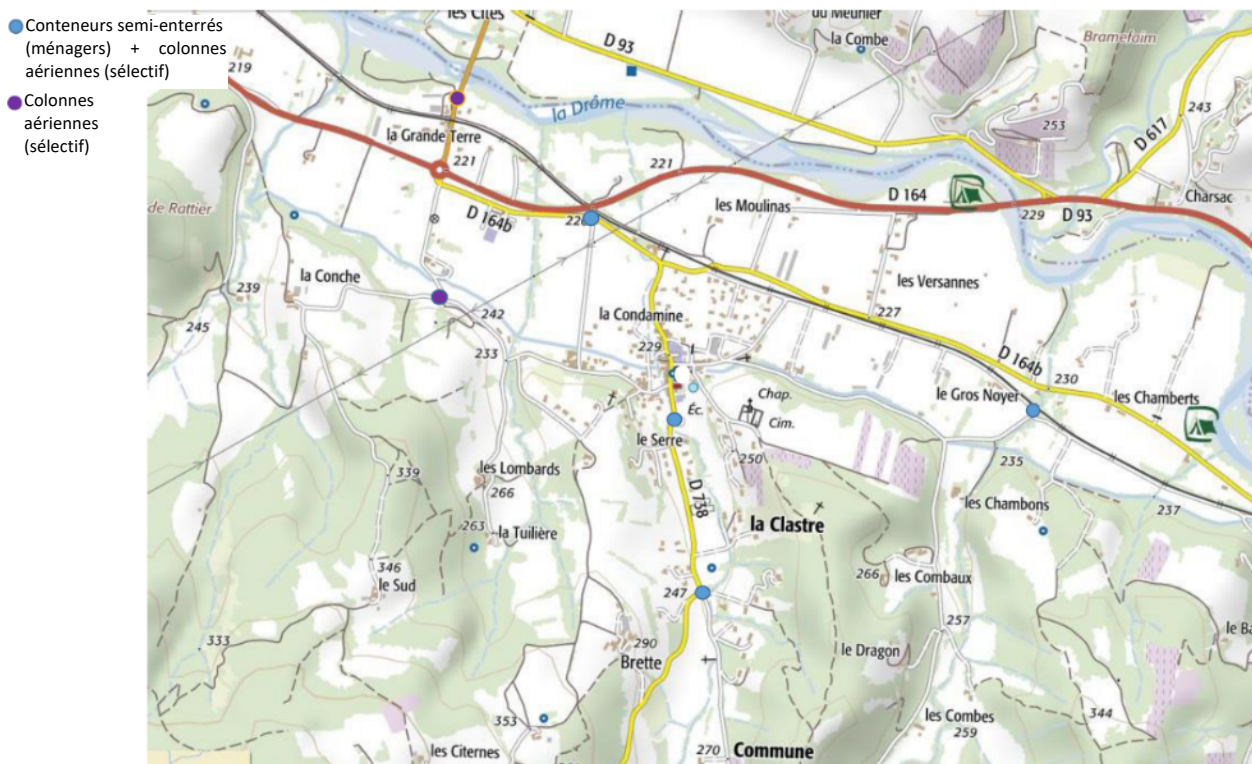 Conteneurs semi-enterrés
(ménagers) + colonnes
aériennes (sélectif)
Colonnes
aériennes
(sélectif)
les Cités
du Meunier
la Combe
Bramefaim
D 93
219
la Drôme
243
253
D 617
la Grande Terre
221
221
de Rattier
D 164b
les Moulinas
D 164
229
D 93
Charsac
la Conche
239
242
les Versannes
245
la Condamine
227
233
229
D 164b
230
Chap.
le Gros Noyer
les Chamberts
Éc.
Cim.
le Serre
250
235
339
les Lombards
266
D 738
les Chambons
237
la Clastre
263
la Tuilière
346
le Sud
247
266
les Combaux
257
333
290
Brette
le Dragon
le Ba
353
les Combes
344
259
les Citernes
270
Commune